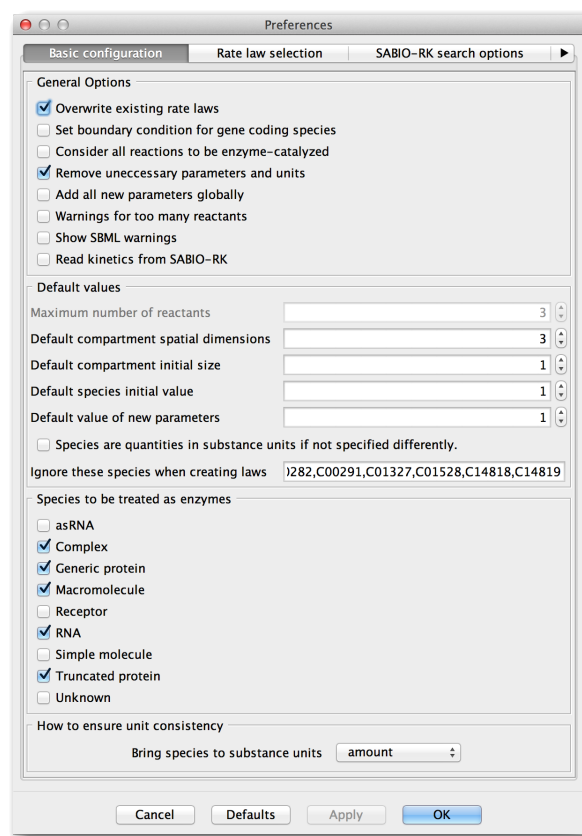 Preferences
Basic configuration
Rate law selection
SABIO-RK search options
General Options
Overwrite existing rate laws
Set boundary condition for gene coding species
Consider all reactions to be enzyme-catalyzed
Remove uneccessary parameters and units
Add all new parameters globally
Warnings for too many reactants
Show SBML warnings
Read kinetics from SABIO-RK
Default values
Maximum number of reactants 3
Default compartment spatial dimensions 3
Default compartment initial size 1
Default species initial value 1
Default value of new parameters 1
Species are quantities in substance units if not specified differently.
Ignore these species when creating laws 0282,C00291,C01327,C01528,C14818,C14819
Species to be treated as enzymes
asRNA
Complex
Generic protein
Macromolecule
Receptor
RNA
Simple molecule
Truncated protein
Unknown
How to ensure unit consistency
Bring species to substance units amount
Cancel Defaults Apply OK